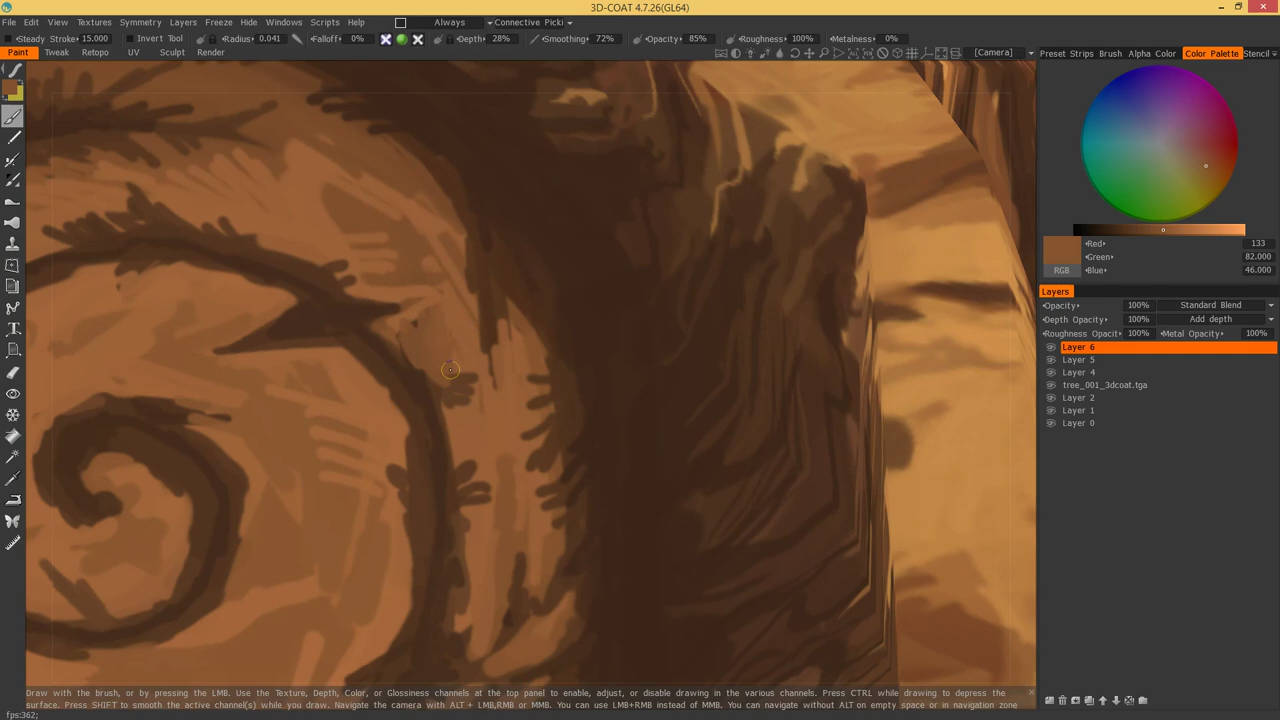 3D-COAT 4.7.26(GL64)
File Edit View Textures Symmetry Layers Freeze Hide Windows Scripts Help Always Connective Picki
Steady Stroke 15.000 Invert Tool Radius: 0.041 Falloff: 0% Depth: 28% Smoothing: 72% Opacity: 85% Roughness: 100% Metalness: 0%
Paint Tweak Retopo UV Sculpt Render [Camera] Preset Strips Brush Alpha Color Color Palette Stencil
Red 133
Green 82.000
RGB Blue 46.000
Layers
Opacity 100% Standard Blend
Depth Opacity 100% Add depth
Roughness Opacit 100% Metal Opacity 100%
Layer 6
Layer 5
Layer 4
tree_001_3dcoat.tga
Layer 2
Layer 1
Layer 0
Draw with the brush, or by pressing the LMB. Use the Texture, Depth, Color, or Glossiness channels at the top panel to enable, adjust, or disable drawing in the various channels. Press CTRL while drawing to depress the
surface. Press SHIFT to smooth the active channel(s) while you draw. Navigate the camera with ALT + LMB,RMB or MMB. You can use LMB+RMB instead of MMB. You can navigate without ALT on empty space or in navigation zone
fps:362;